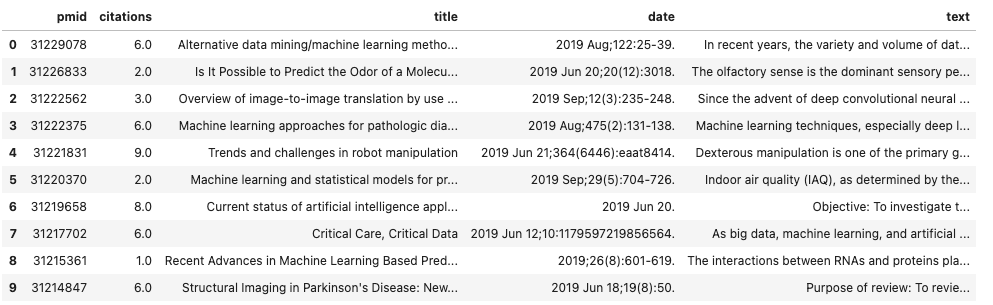 pmid citations title date text
0 31229078 6.0 Alternative data mining/machine learning metho... 2019 Aug;122:25-39. In recent years, the variety and volume of dat...
1 31226833 2.0 Is It Possible to Predict the Odor of a Molecu... 2019 Jun 20;20(12):3018. The olfactory sense is the dominant sensory pe...
2 31222562 3.0 Overview of image-to-image translation by use ... 2019 Sep;12(3):235-248. Since the advent of deep convolutional neural ...
3 31222375 6.0 Machine learning approaches for pathologic dia... 2019 Aug;475(2):131-138. Machine learning techniques, especially deep l...
4 31221831 9.0 Trends and challenges in robot manipulation 2019 Jun 21;364(6446):eaat8414. Dexterous manipulation is one of the primary g...
5 31220370 2.0 Machine learning and statistical models for pr... 2019 Sep;29(5):704-726. Indoor air quality (IAQ), as determined by the...
6 31219658 8.0 Current status of artificial intelligence appl... 2019 Jun 20. Objective: To investigate t...
7 31217702 6.0 Critical Care, Critical Data 2019 Jun 12;10:1179597219856564. As big data, machine learning, and artificial ...
8 31215361 1.0 Recent Advances in Machine Learning Based Pred... 2019;26(8):601-619. The interactions between RNAs and proteins pla...
9 31214847 6.0 Structural Imaging in Parkinson's Disease: New... 2019 Jun 18;19(8):50. Purpose of review: To revie...